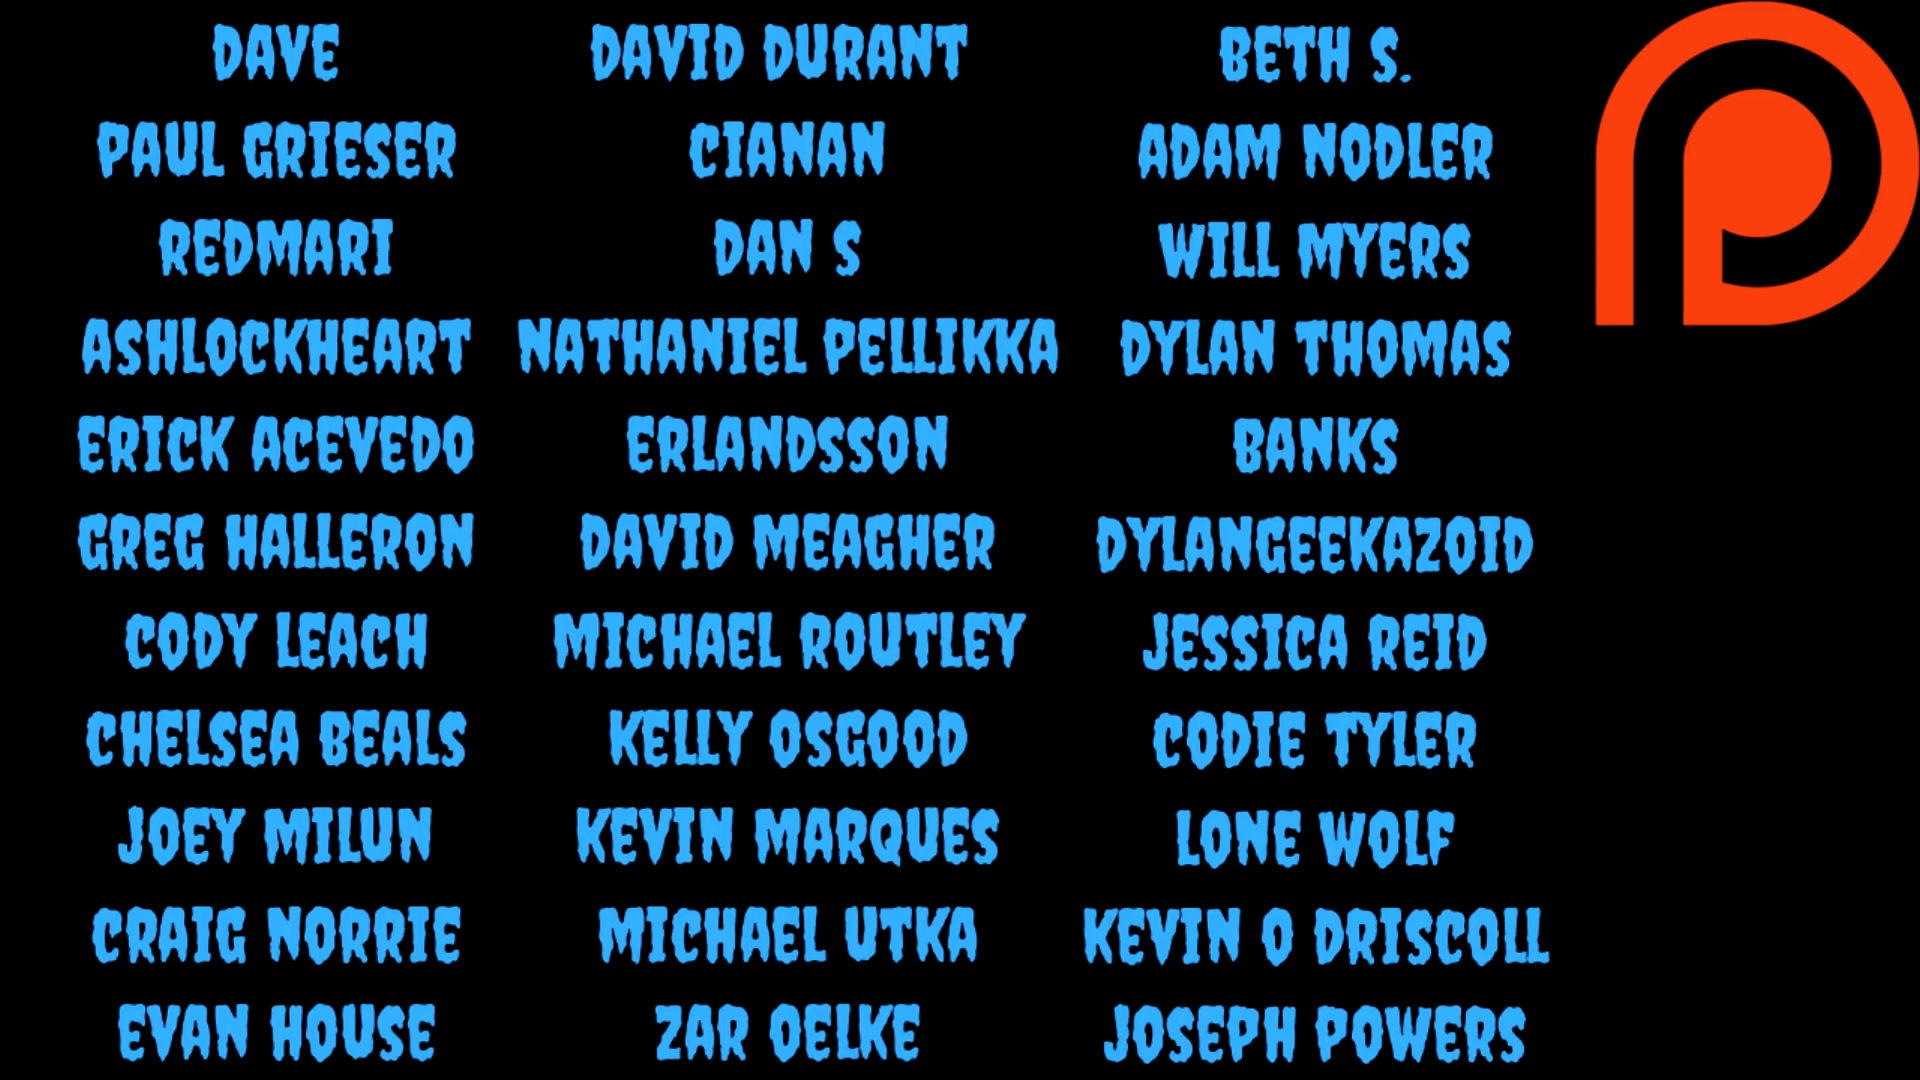 DAVE
PAUL GRIESER
REDMARI
ASHLOCKHEART
ERICK ACEVEDO
GREG HALLERON
CODY LEACH
CHELSEA BEALS
JOEY MILUN
CRAIG NORRIE
EVAN HOUSE
DAVID DURANT
CIANAN
DAN S
NATHANIEL PELLIKKA
ERLANDSSON
DAVID MEAGHER
MICHAEL ROUTLEY
KELLY OSGOOD
KEVIN MARQUES
MICHAEL UTKA
ZAR OELKE
BETH S.
ADAM NODLER
WILL MYERS
DYLAN THOMAS
BANKS
DYLANGEEKAZOID
JESSICA REID
CODIE TYLER
LONE WOLF
KEVIN O DRISCOLL
JOSEPH POWERS